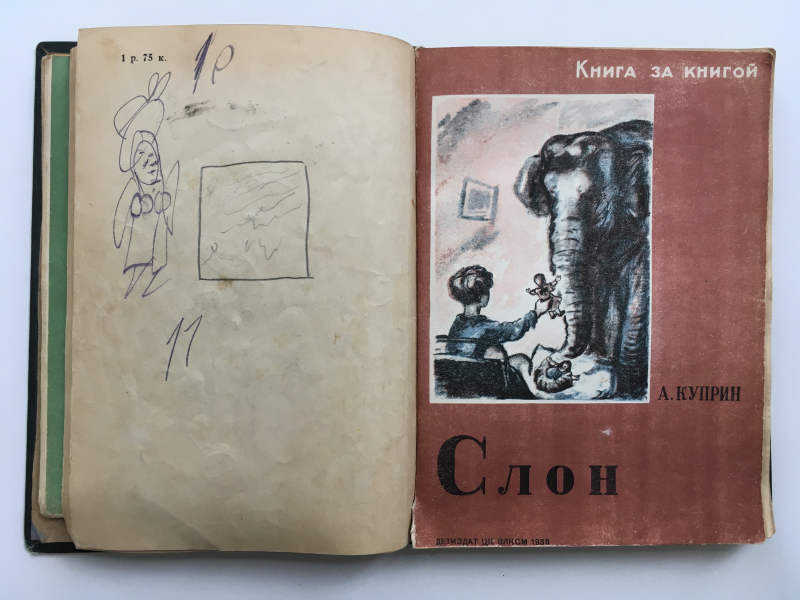 1 р. 75 к.
1р
11
Книга за книгой
А. КУПРИН
Слон
ДЕТИЗДАТ ЦК ВЛКСМ 1938